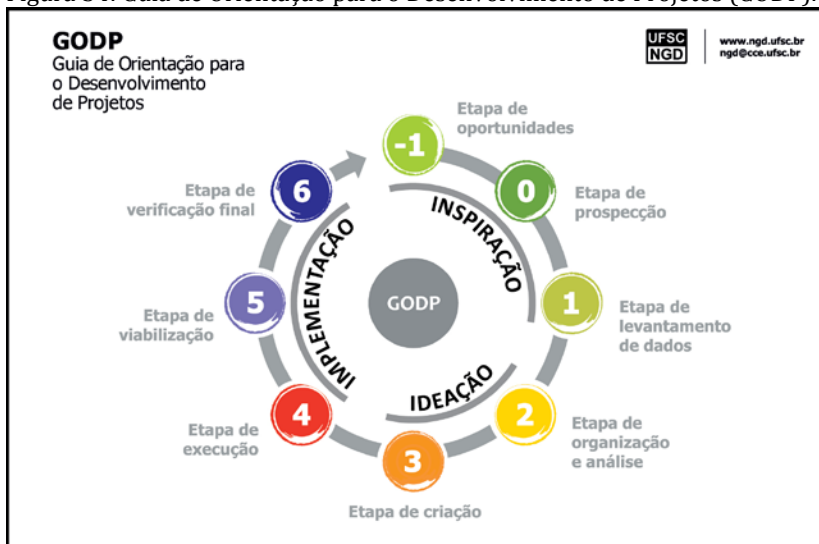 GODP
Guia de Orientação para
o Desenvolvimento
de Projetos
UFSC
NGD
www.ngd.ufsc.br
ngd@cce.ufsc.br
-1
Etapa de
oportunidades
0
Etapa de
prospecção
1
Etapa de
levantamento
de dados
2
Etapa de
organização
e análise
3
Etapa de criação
4
Etapa de
execução
5
Etapa de
viabilização
6
Etapa de
verificação final
INSPIRAÇÃO
IDEAÇÃO
IMPLEMENTAÇÃO
GODP